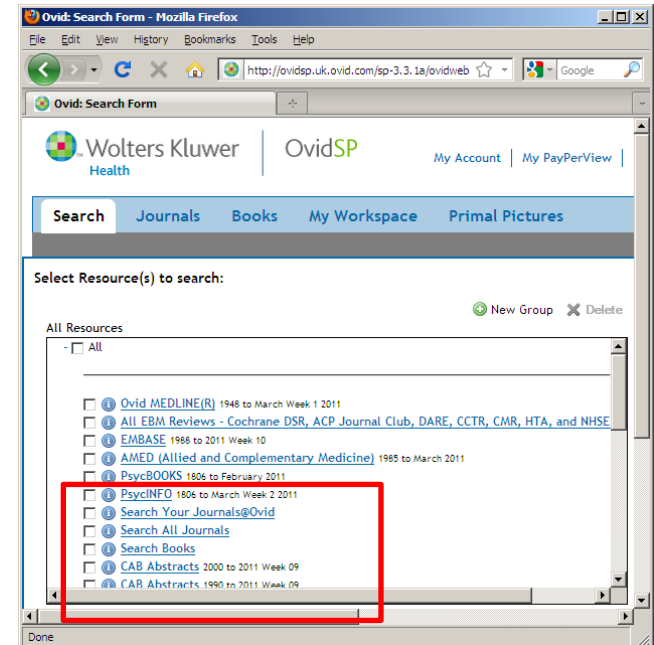 Ovid: Search Form - Mozilla Firefox
File Edit View History Bookmarks Tools Help
http://ovidsp.uk.ovid.com/sp-3.3.1a/ovidweb Google
Ovid: Search Form
Wolters Kluwer OvidSP
Health
My Account | My PayPerView |
Search Journals Books My Workspace Primal Pictures
Select Resource(s) to search:
New Group Delete
All Resources
- All
Ovid MEDLINE(R) 1948 to March Week 1 2011
All EBM Reviews - Cochrane DSR, ACP Journal Club, DARE, CCTR, CMR, HTA, and NHSE
EMBASE 1988 to 2011 Week 10
AMED (Allied and Complementary Medicine) 1985 to March 2011
PsycBOOKS 1806 to February 2011
PsycINFO 1806 to March Week 2 2011
Search Your Journals@Ovid
Search All Journals
Search Books
CAB Abstracts 2000 to 2011 Week 09
CAB Abstracts 1990 to 2011 Week 09
Done